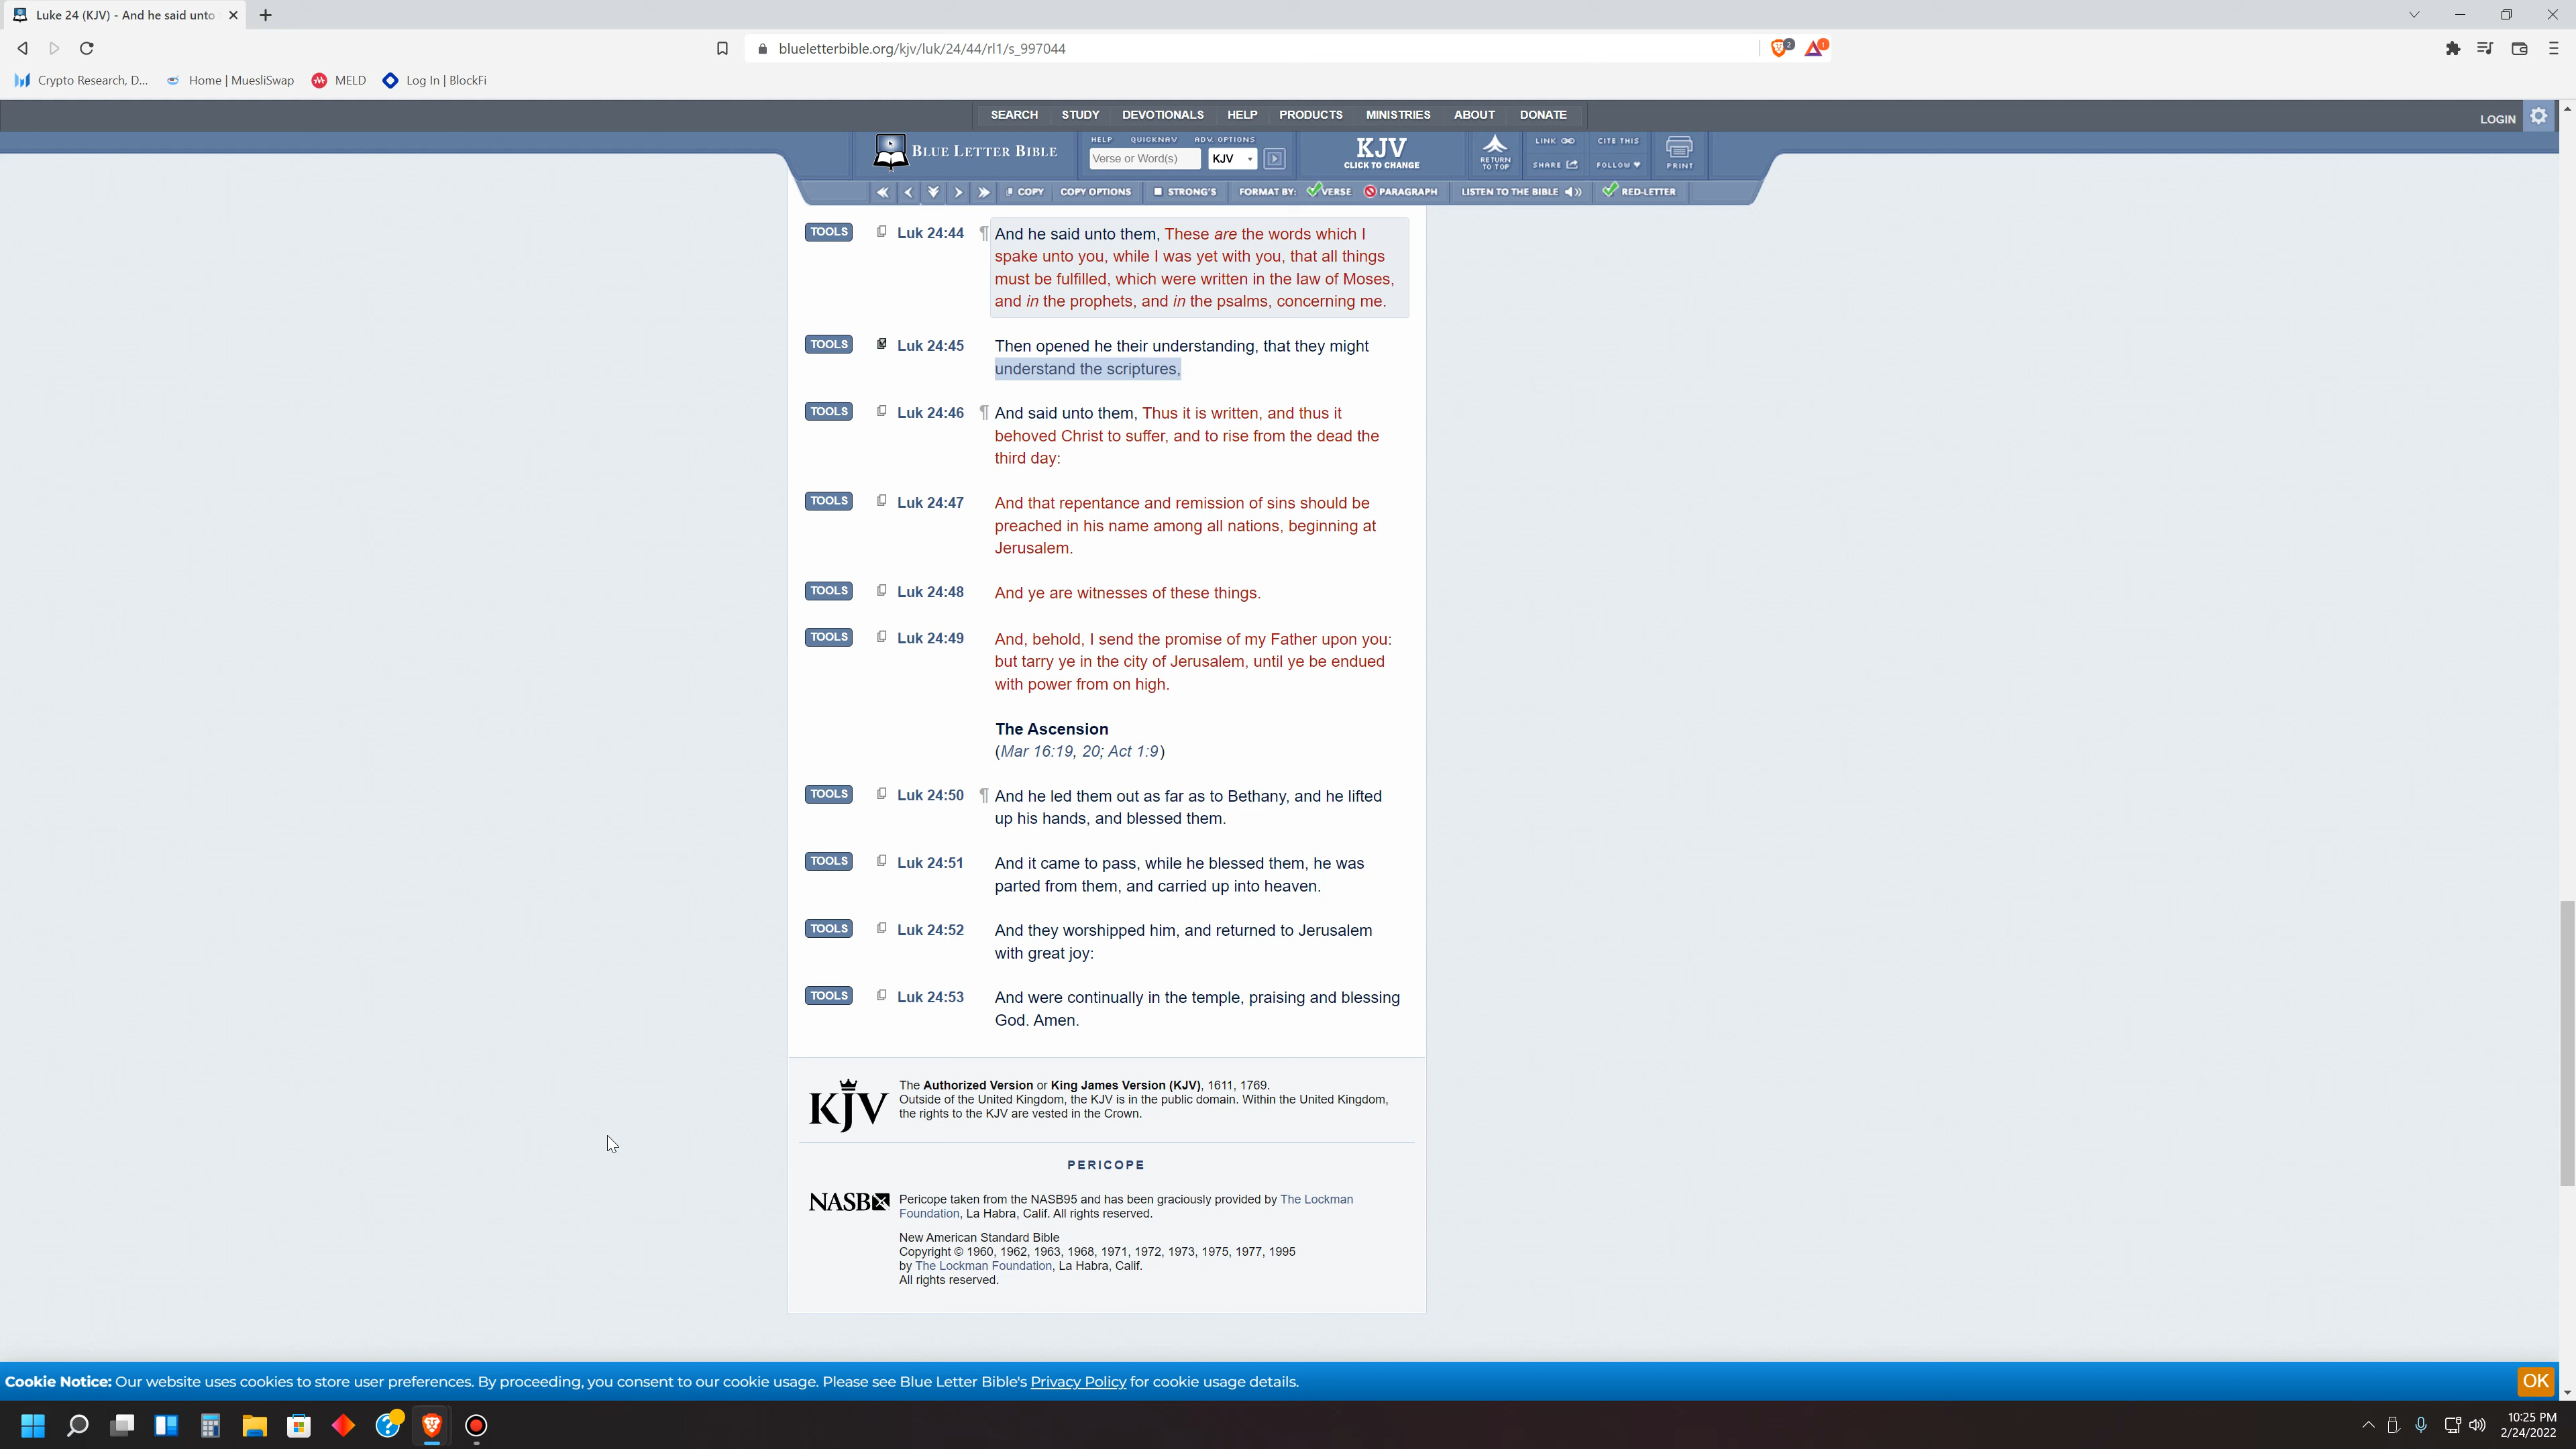 Luke 24 (KJV) - And he said unto
blueletterbible.org/kjv/luk/24/44/rl1/s_997044
2
1
Crypto Research, D...
Home | MuesliSwap
MELD
Log In | BlockFi
SEARCH STUDY DEVOTIONALS HELP PRODUCTS MINISTRIES ABOUT DONATE
LOGIN
BLUE LETTER BIBLE
HELP QUICKNAV ADV. OPTIONS
Verse or Word(s)
KJV
KJV
CLICK TO CHANGE
RETURN
TO TOP
LINK
CITE THIS
SHARE
FOLLOW
PRINT
COPY COPY OPTIONS STRONG'S FORMAT BY: VERSE PARAGRAPH LISTEN TO THE BIBLE RED-LETTER
TOOLS Luk 24:44 ¶ And he said unto them, These are the words which I
spake unto you, while I was yet with you, that all things
must be fulfilled, which were written in the law of Moses,
and in the prophets, and in the psalms, concerning me.
TOOLS Luk 24:45 Then opened he their understanding, that they might
understand the scriptures,
TOOLS Luk 24:46 ¶ And said unto them, Thus it is written, and thus it
behoved Christ to suffer, and to rise from the dead the
third day:
TOOLS Luk 24:47 And that repentance and remission of sins should be
preached in his name among all nations, beginning at
Jerusalem.
TOOLS Luk 24:48 And ye are witnesses of these things.
TOOLS Luk 24:49 And, behold, I send the promise of my Father upon you:
but tarry ye in the city of Jerusalem, until ye be endued
with power from on high.
The Ascension
(Mar 16:19, 20; Act 1:9)
TOOLS Luk 24:50 ¶ And he led them out as far as to Bethany, and he lifted
up his hands, and blessed them.
TOOLS Luk 24:51 And it came to pass, while he blessed them, he was
parted from them, and carried up into heaven.
TOOLS Luk 24:52 And they worshipped him, and returned to Jerusalem
with great joy:
TOOLS Luk 24:53 And were continually in the temple, praising and blessing
God. Amen.
KJV
The Authorized Version or King James Version (KJV), 1611, 1769.
Outside of the United Kingdom, the KJV is in the public domain. Within the United Kingdom,
the rights to the KJV are vested in the Crown.
PERICOPE
NASB
Pericope taken from the NASB95 and has been graciously provided by The Lockman
Foundation, La Habra, Calif. All rights reserved.
New American Standard Bible
Copyright © 1960, 1962, 1963, 1968, 1971, 1972, 1973, 1975, 1977, 1995
by The Lockman Foundation, La Habra, Calif.
All rights reserved.
Cookie Notice: Our website uses cookies to store user preferences. By proceeding, you consent to our cookie usage. Please see Blue Letter Bible's Privacy Policy for cookie usage details.
OK
10:25 PM
2/24/2022